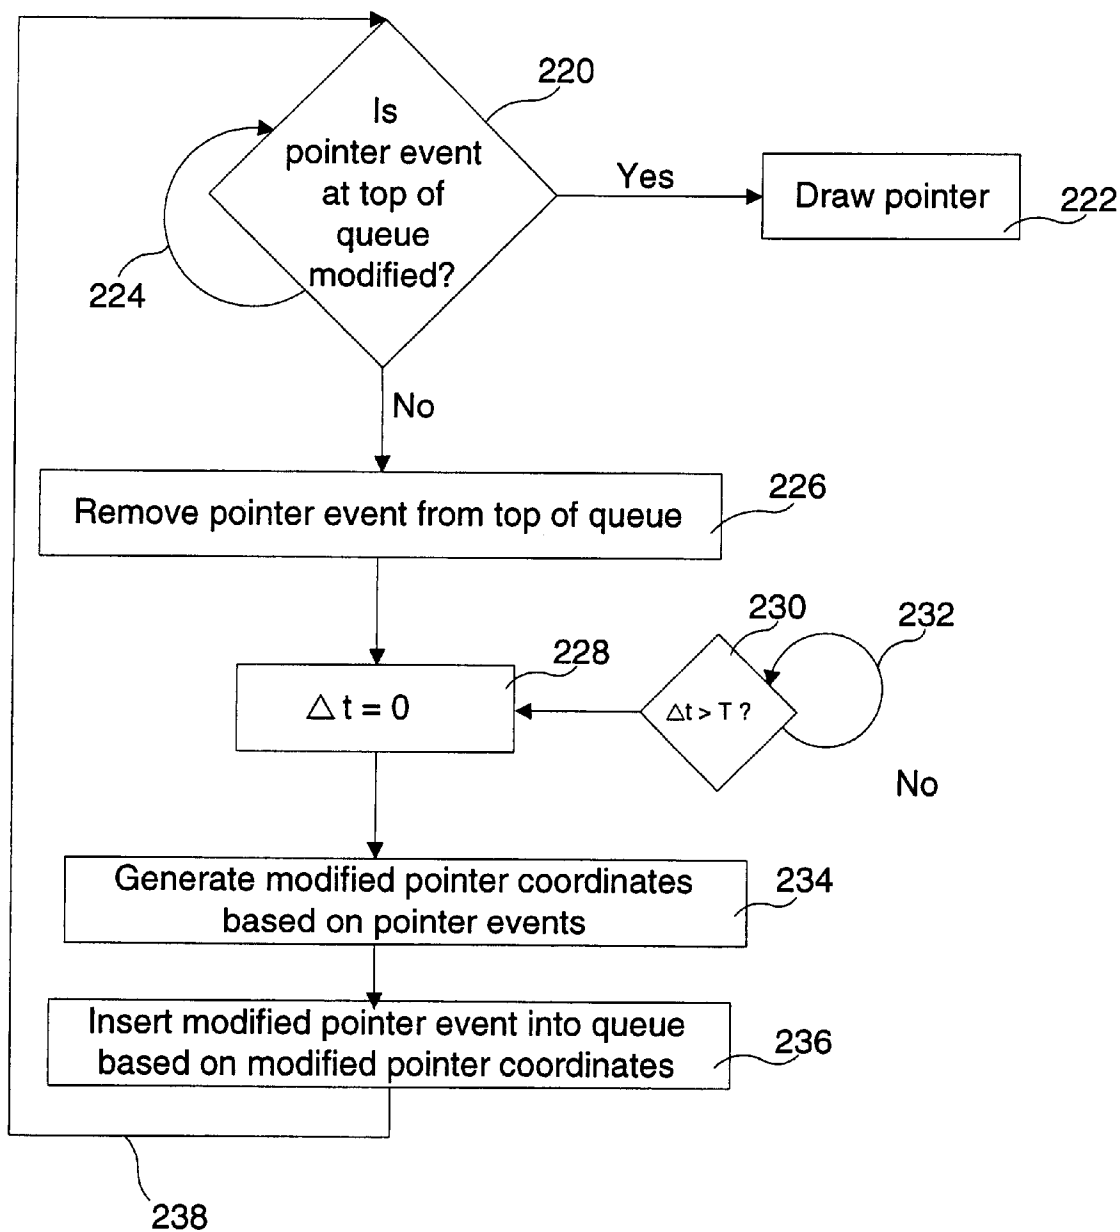 220
Is
pointer event
at top of
queue
modified?
Yes
Draw pointer
222
224
No
Remove pointer event from top of queue
226
228
230
232
△ t = 0
Δt > T ?
No
Generate modified pointer coordinates
based on pointer events
234
Insert modified pointer event into queue
based on modified pointer coordinates
236
238